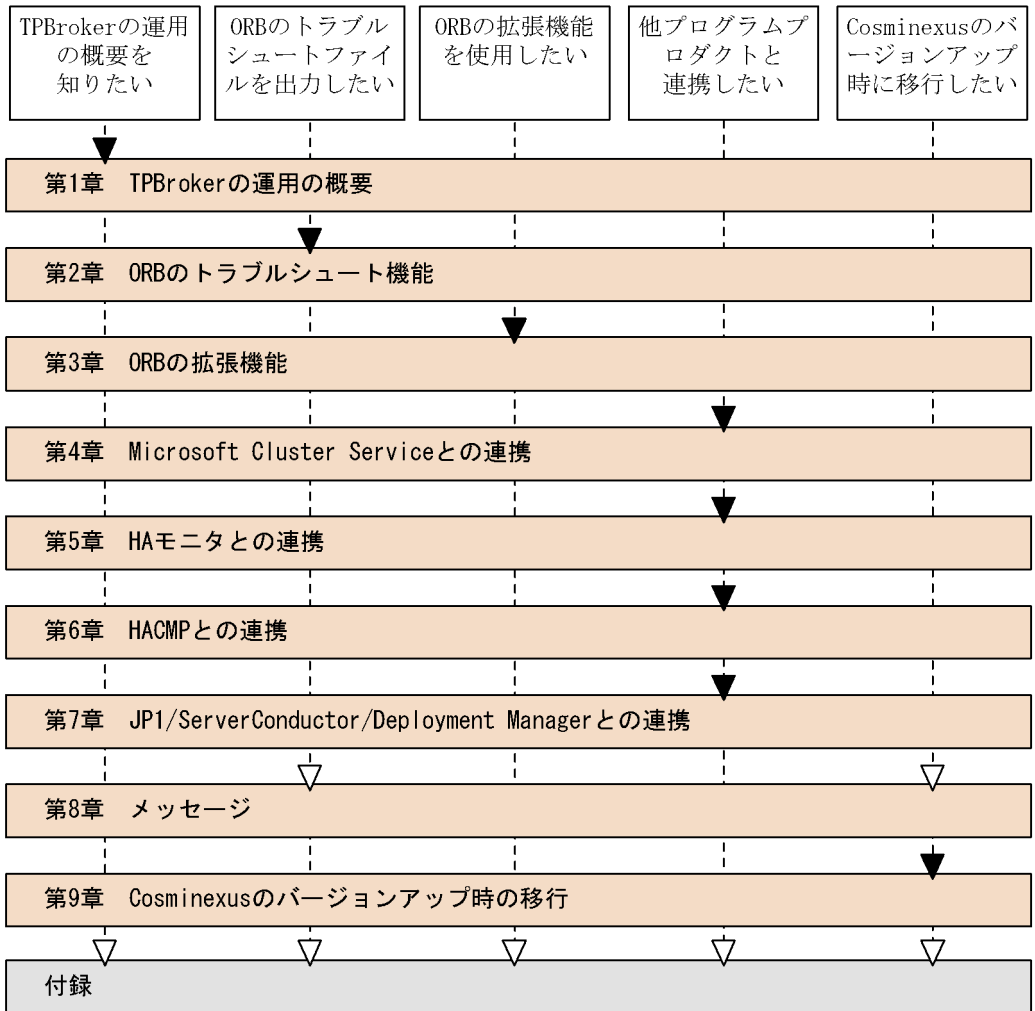 TPBrokerの運用
の概要を
知りたい
ORBのトラブル
シュートファイ
ルを出力したい
ORBの拡張機能
を使用したい
他プログラムプ
ロダクトと
連携したい
Cosminexusのバ
ージョンアップ
時に移行したい
第1章 TPBrokerの運用の概要
第2章 ORBのトラブルシュート機能
第3章 ORBの拡張機能
第4章 Microsoft Cluster Serviceとの連携
第5章 HAモニタとの連携
第6章 HACMPとの連携
第7章 JP1/ServerConductor/Deployment Managerとの連携
第8章 メッセージ
第9章 Cosminexusのバージョンアップ時の移行
付録